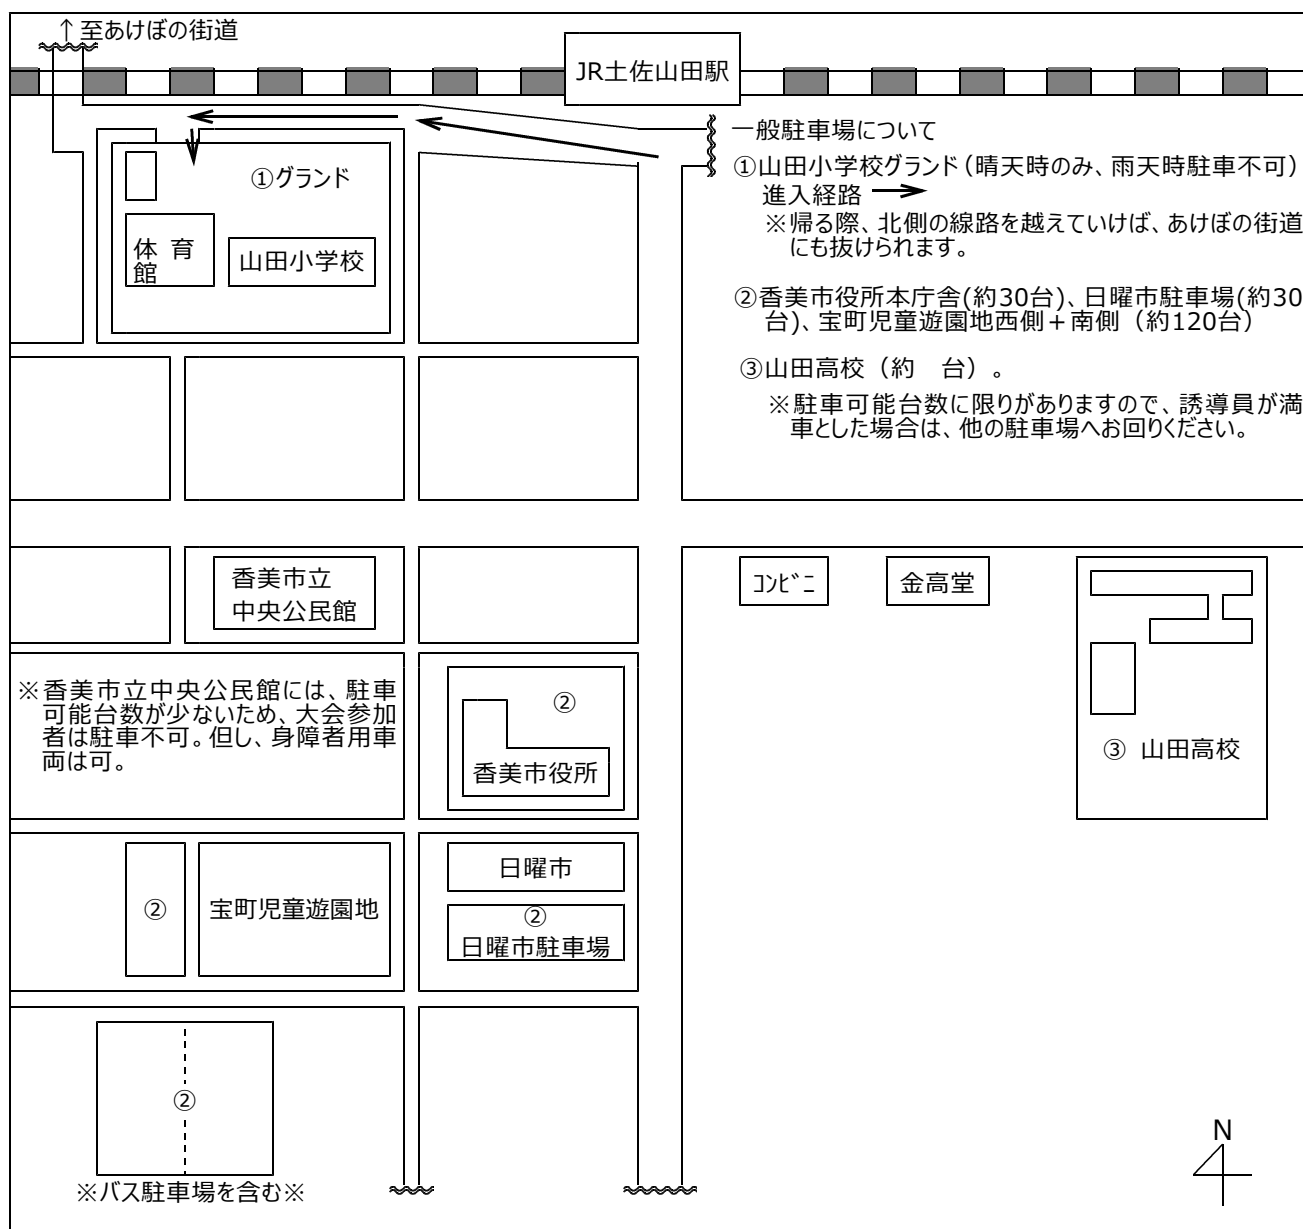 ↑至あけぼの街道
JR土佐山田駅
一般駐車場について
①山田小学校グランド(晴天時のみ、雨天時駐車不可)
進入経路
※帰る際、北側の線路を越えていけば、あけぼの街道
にも抜けられます。
②香美市役所本庁舎(約30台)、日曜市駐車場(約30
台)、宝町児童遊園地西側+南側(約120台)
③山田高校(約　台)。
※駐車可能台数に限りがありますので、誘導員が満
車とした場合は、他の駐車場へお回りください。
①グランド
体 育
館
山田小学校
香美市立
中央公民館
コンビニ
金高堂
※香美市立中央公民館には、駐車
可能台数が少ないため、大会参加
者は駐車不可。但し、身障者用車
両は可。
②
香美市役所
③ 山田高校
②
宝町児童遊園地
日曜市
②
日曜市駐車場
②
※バス駐車場を含む※
N